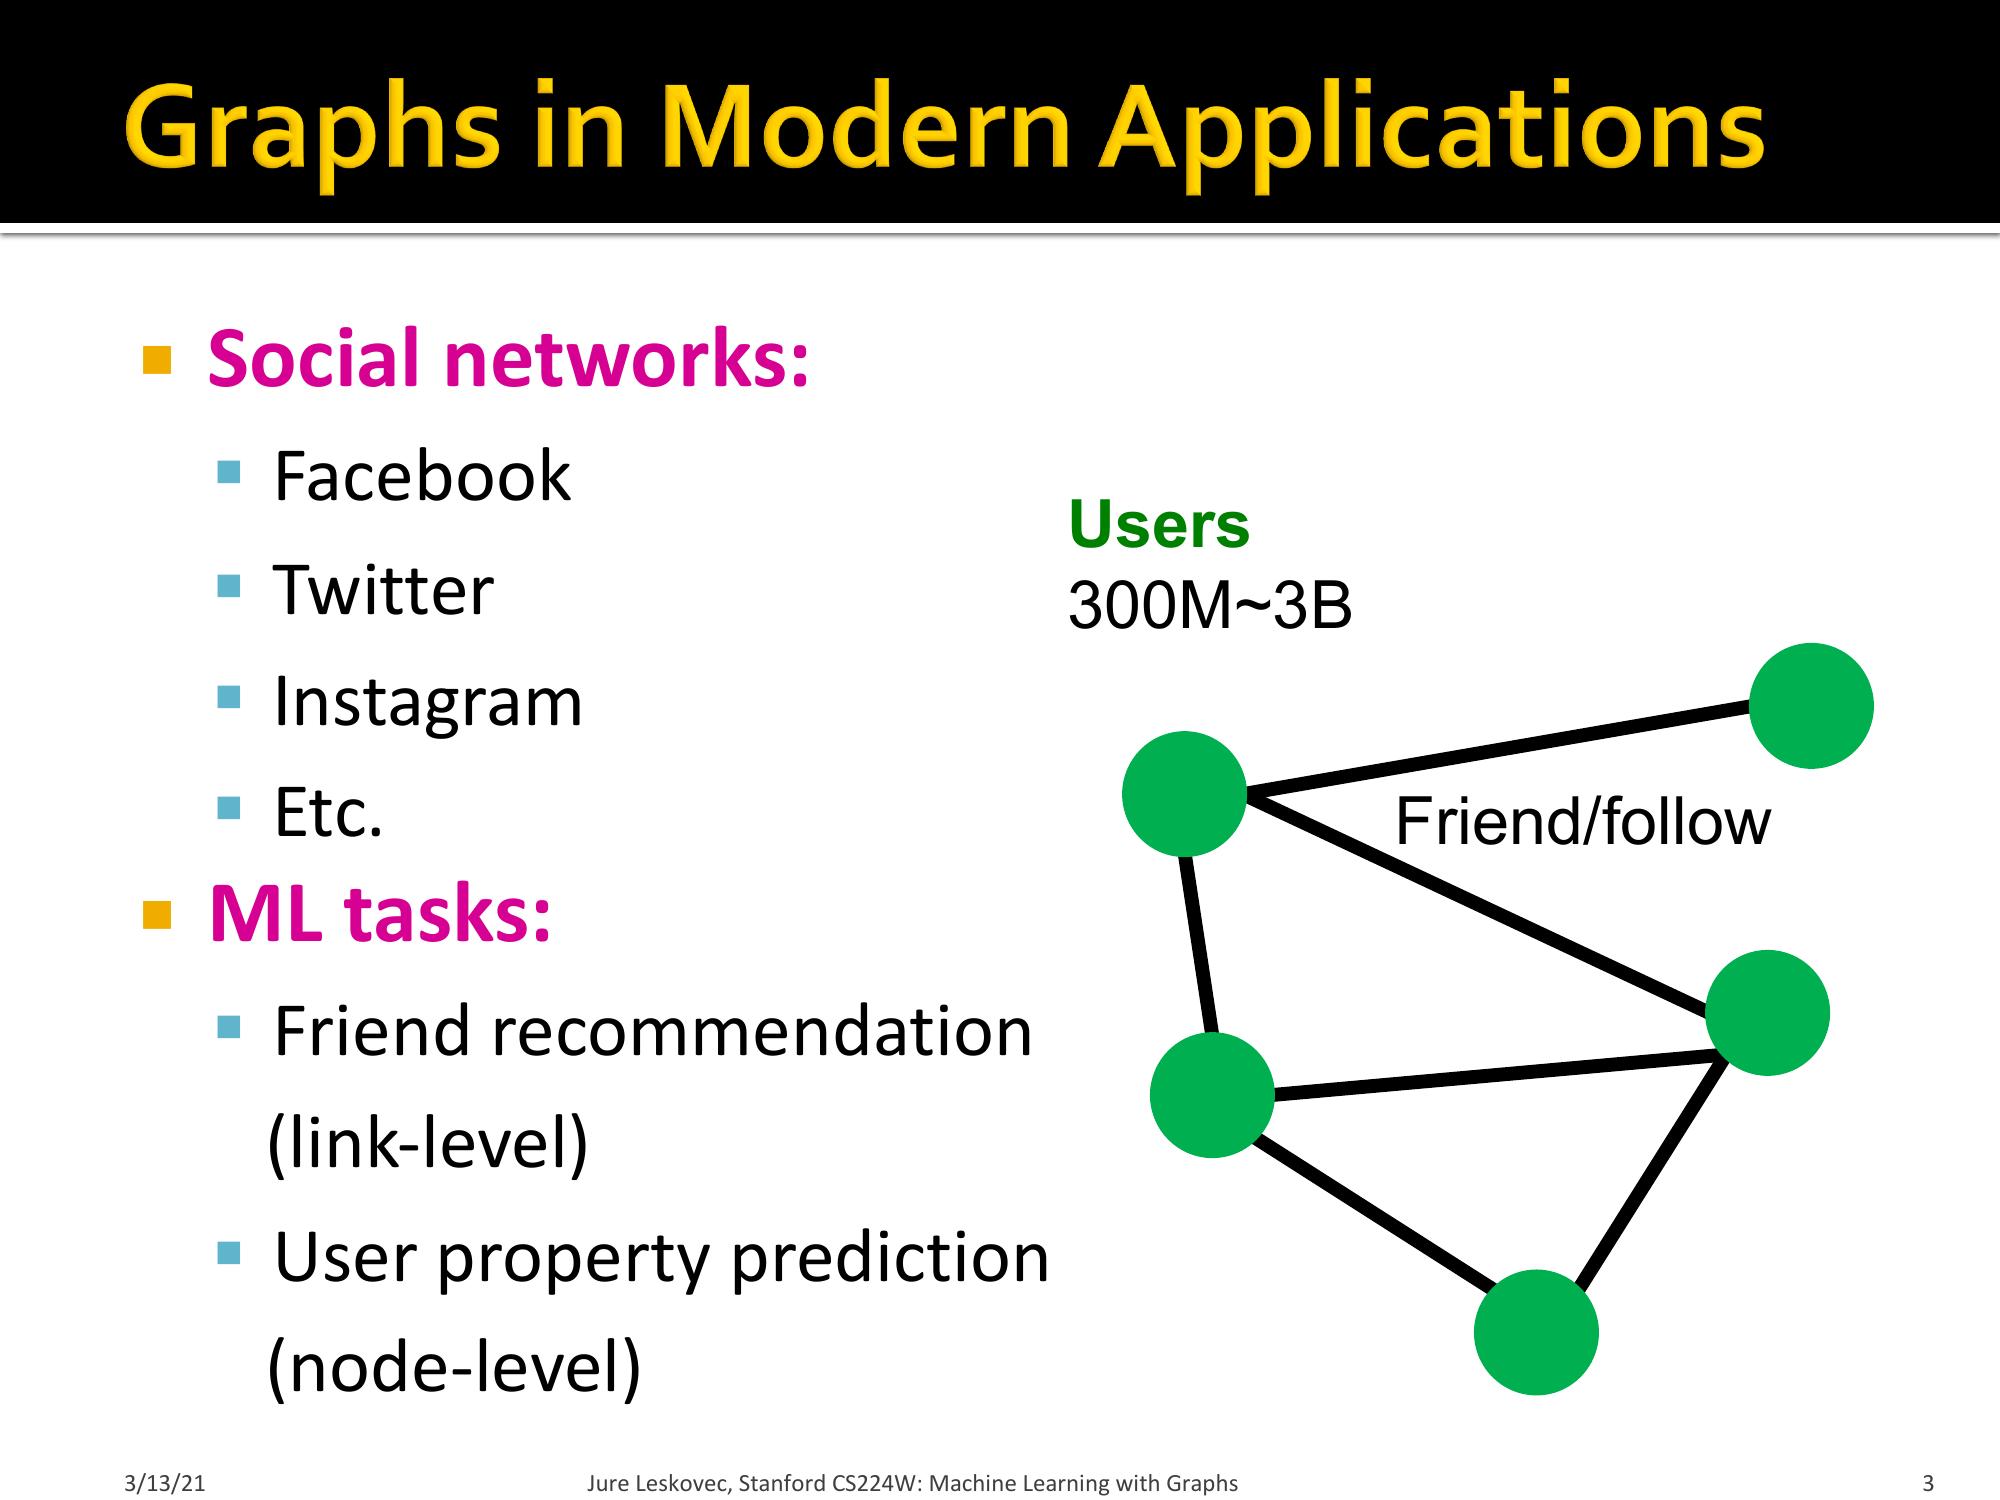 Graphs in Modern Applications
Social networks:
Facebook
Twitter
Instagram
Etc.
ML tasks:
Friend recommendation
(link-level)
User property prediction
(node-level)
Users
300M~3B
Friend/follow
3/13/21
Jure Leskovec, Stanford CS224W: Machine Learning with Graphs
3